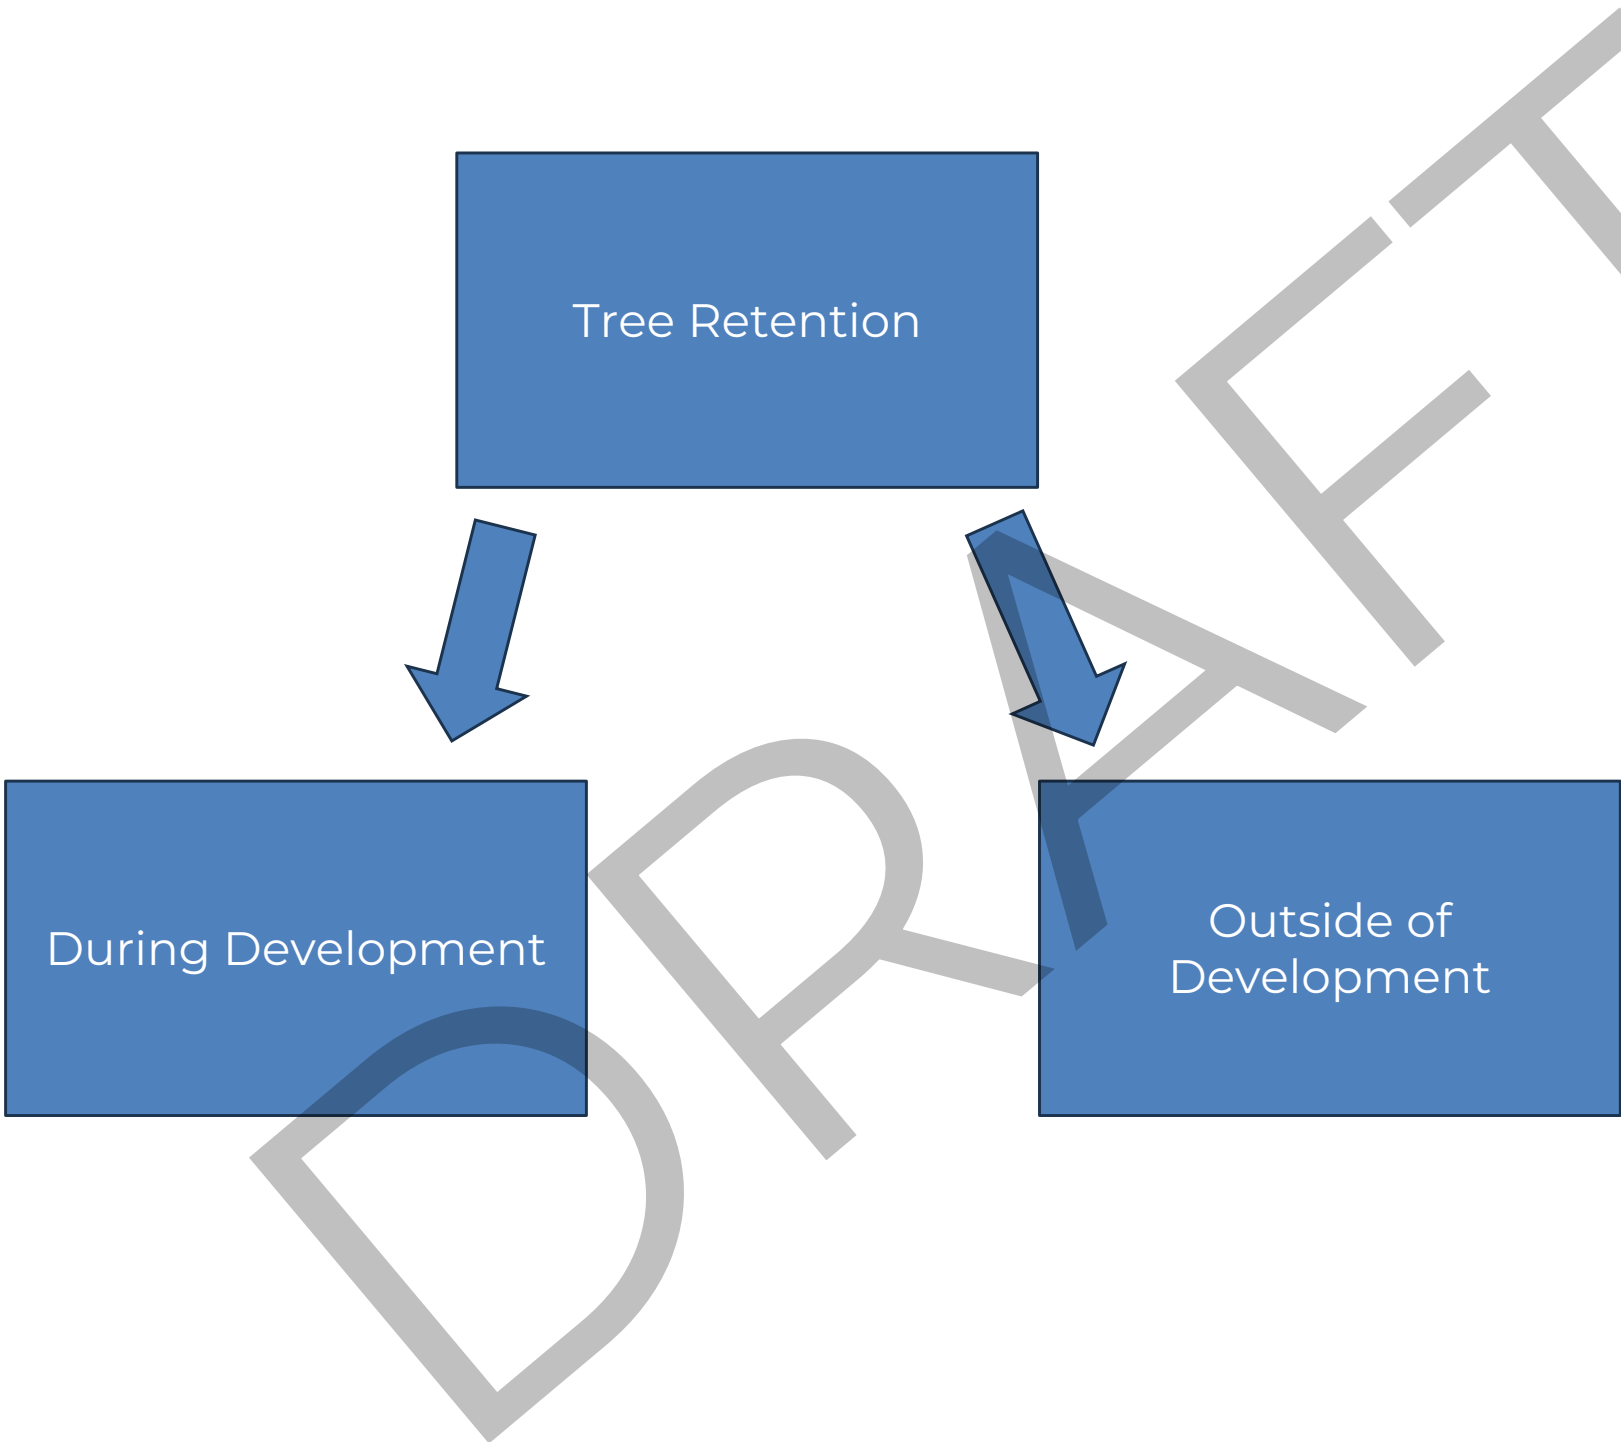 Tree Retention
During Development
Outside of
Development
DRAFT